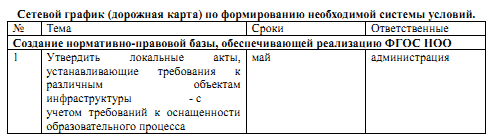 Сетевой график (дорожная карта) по формированию необходимой системы условий.
№ Тема Сроки Ответственные
Создание нормативно-правовой базы, обеспечивающей реализацию ФГОС НОО
1 Утвердить локальные акты, май администрация
устанавливающие требования к
различным объектам
инфраструктуры - с
учетом требований к оснащенности
образовательного процесса